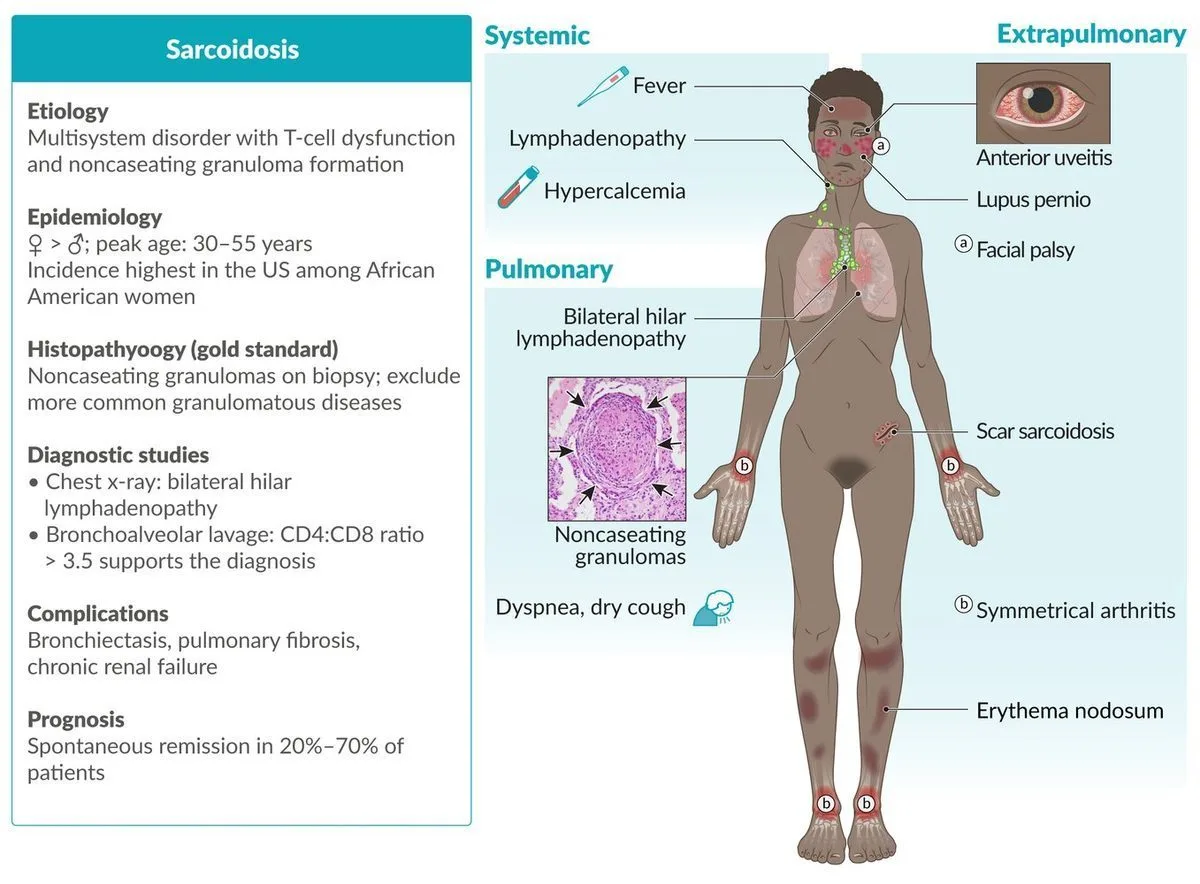 Sarcoidosis
Etiology
Multisystem disorder with T-cell dysfunction
and noncaseating granuloma formation
Epidemiology
♀ > ♂; peak age: 30–55 years
Incidence highest in the US among African
American women
Histopathyoogy (gold standard)
Noncaseating granulomas on biopsy; exclude
more common granulomatous diseases
Diagnostic studies
• Chest x-ray: bilateral hilar
lymphadenopathy
• Bronchoalveolar lavage: CD4:CD8 ratio
> 3.5 supports the diagnosis
Complications
Bronchiectasis, pulmonary fibrosis,
chronic renal failure
Prognosis
Spontaneous remission in 20%–70% of
patients
Systemic
Fever
Lymphadenopathy
Hypercalcemia
Pulmonary
Bilateral hilar
lymphadenopathy
Noncaseating
granulomas
Dyspnea, dry cough
a
b
b
b
b
Extrapulmonary
Anterior uveitis
Lupus pernio
a Facial palsy
Scar sarcoidosis
b Symmetrical arthritis
Erythema nodosum